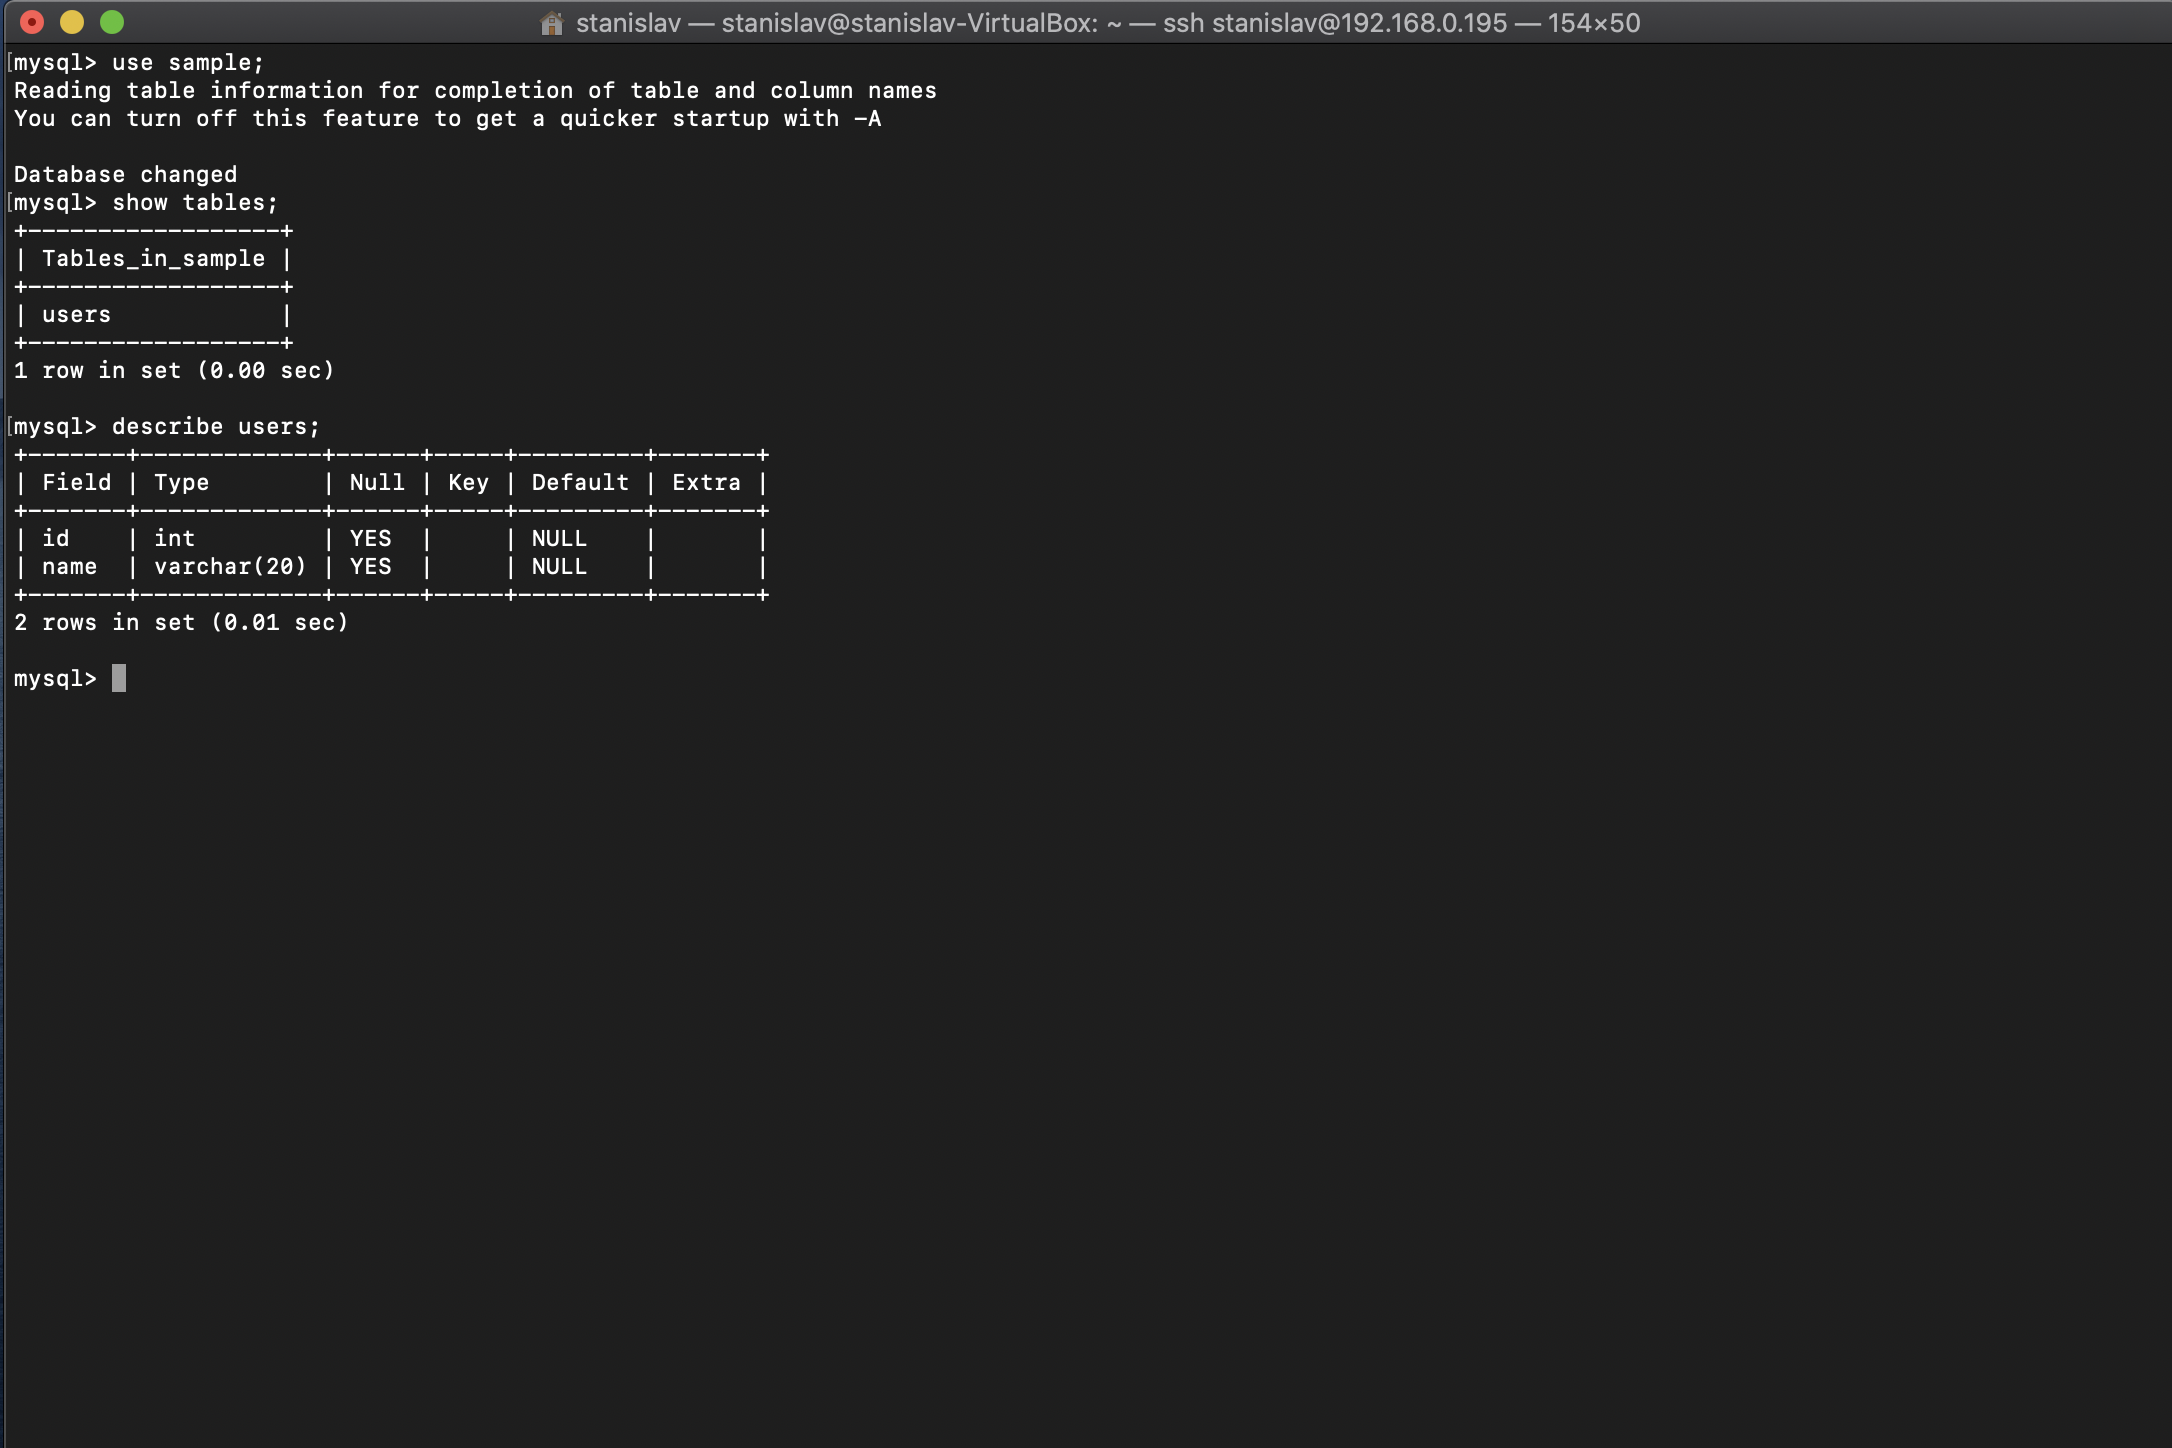 stanislav — stanislav@stanislav-VirtualBox: ~ — ssh stanislav@192.168.0.195 — 154×50
[mysql> use sample;
Reading table information for completion of table and column names
You can turn off this feature to get a quicker startup with -A
Database changed
[mysql> show tables;
+------------------+
| Tables_in_sample |
+------------------+
| users            |
+------------------+
1 row in set (0.00 sec)
[mysql> describe users;
+-------+-------------+------+-----+---------+-------+
| Field | Type        | Null | Key | Default | Extra |
+-------+-------------+------+-----+---------+-------+
| id    | int         | YES  |     | NULL    |       |
| name  | varchar(20) | YES  |     | NULL    |       |
+-------+-------------+------+-----+---------+-------+
2 rows in set (0.01 sec)
mysql>